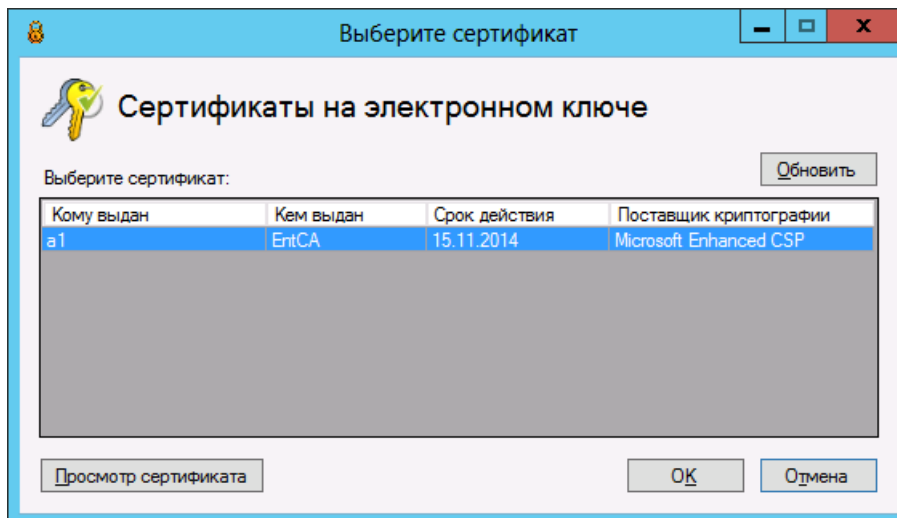 Выберите сертификат
Сертификаты на электронном ключе
Обновить
Выберите сертификат:
Кому выдан Кем выдан Срок действия Поставщик криптографии
a1 EntCA 15.11.2014 Microsoft Enhanced CSP
Просмотр сертификата OK Отмена